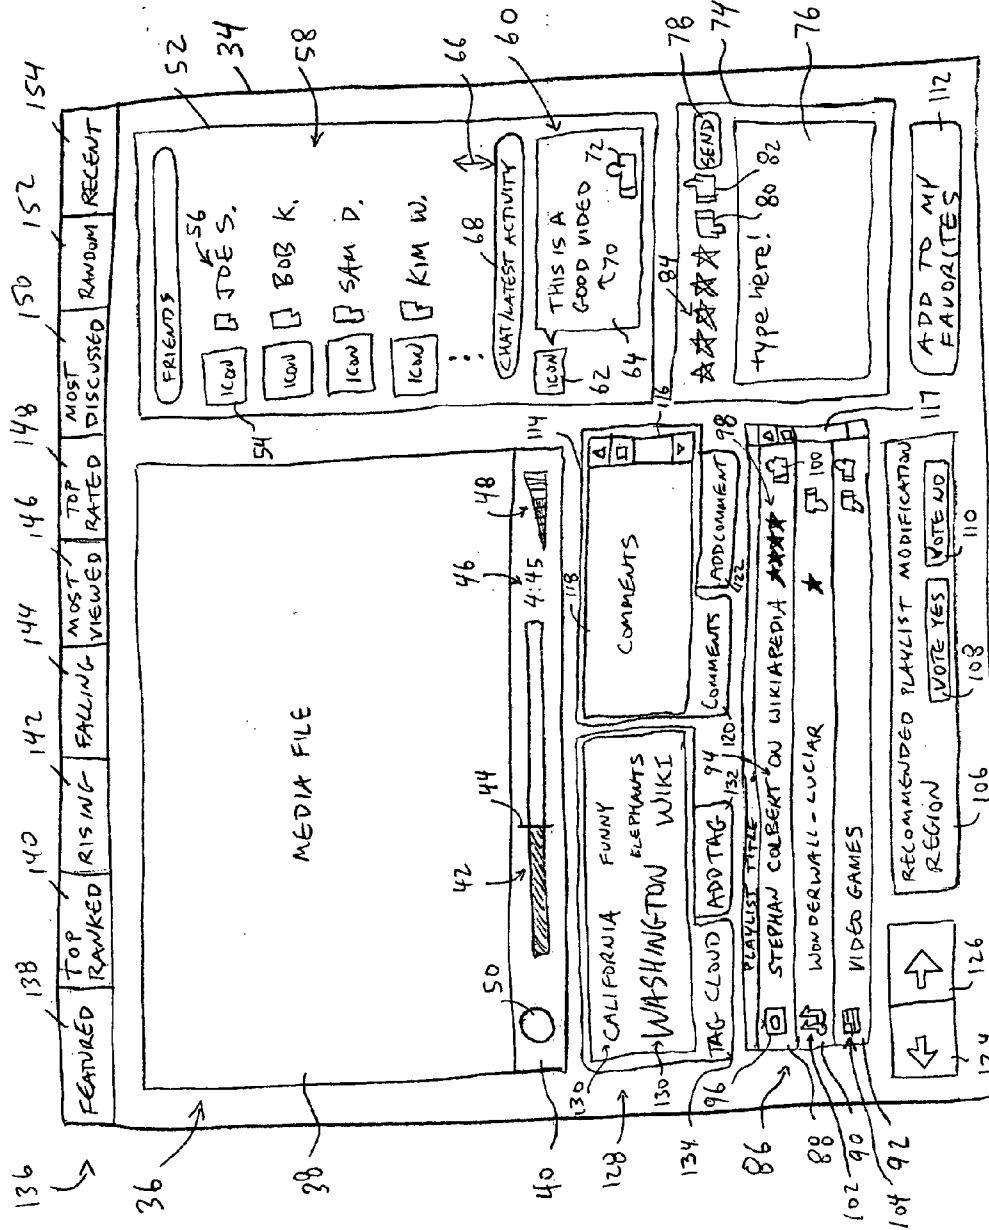 136 138 140 142 144 146 148 150 152 154
FEATURED TOP RANKED RISING FALLING MOST VIEWED TOP RATED MOST DISCUSSED RANDOM RECENT
36
38
MEDIA FILE
52
34
FRIENDS
54
ICON JOE S.
56
ICON BOB K.
58
ICON SAM D.
ICON KIM W.
66
68
CHAT/LATEST ACTIVITY
60
ICON
THIS IS A
GOOD VIDEO
62
64
70
72
40
50
42
44
46
4:45
48
128
130
CALIFORNIA FUNNY
ELEPHANTS
130
WASHINGTON WIKI
134
TAG CLOUD
ADD TAG
132
114
118
COMMENTS
116
120
COMMENTS
122
ADD COMMENT
84
78
SEND
74
type here!
80
82
76
86
96
PLAYLIST TITLE
94
98
STEPHAN COLBERT ON WIKIAPEDIA
100
WONDERWALL - LUCIAR
VIDEO GAMES
117
88
102
90
104
92
124
126
RECOMMENDED PLAYLIST MODIFICATION
REGION
VOTE YES
VOTE NO
106
108
110
ADD TO MY
FAVORITES
112